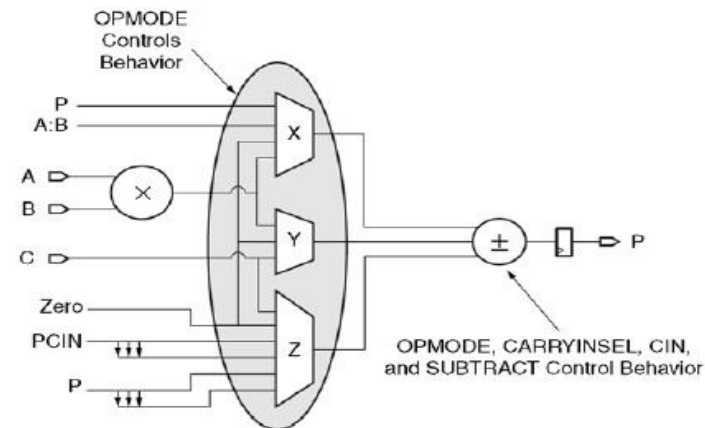 OPMODE
Controls
Behavior
P
A:B
X
A
×
B
Y
±
P
C
Zero
PCIN
Z
OPMODE, CARRYINSEL, CIN,
and SUBTRACT Control Behavior
P